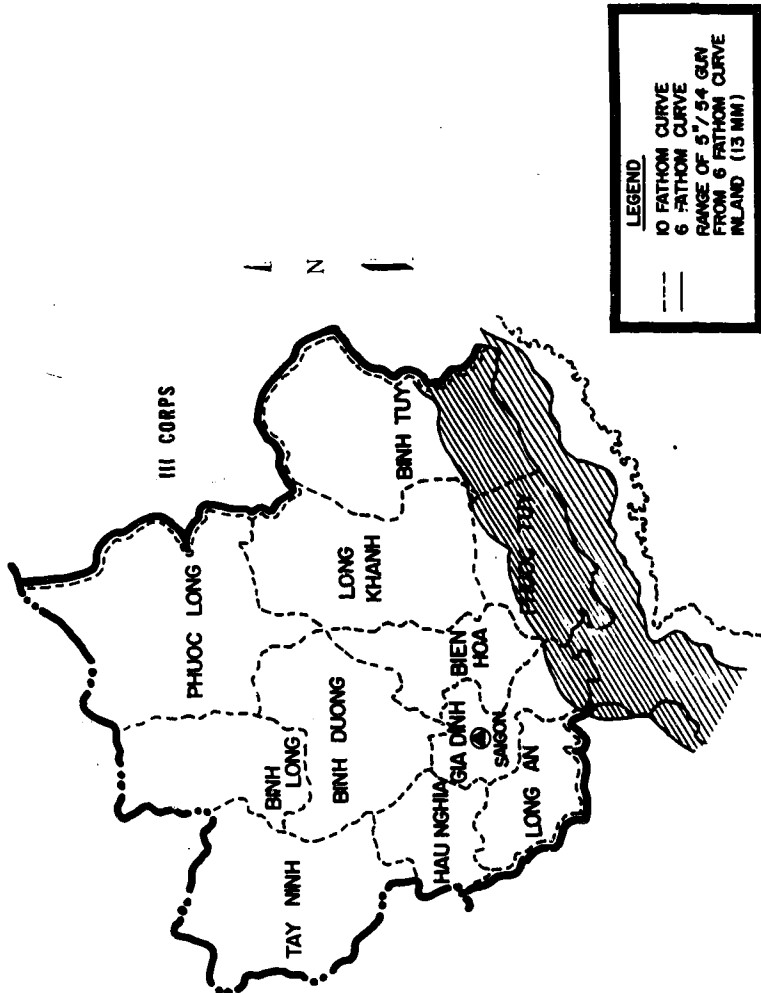 III CORPS
N
PHUOC LONG
BINH
LONG
TAY NINH
BINH DUONG
LONG
KHANH
BINH TUY
HAU NGHIA
GIA DINH
BIEN
HOA
SAIGON
LONG AN
PHUOC TUY
LEGEND
10 FATHOM CURVE
6 FATHOM CURVE
RANGE OF 5"/54 GUN
FROM 6 FATHOM CURVE
INLAND (13 MM)